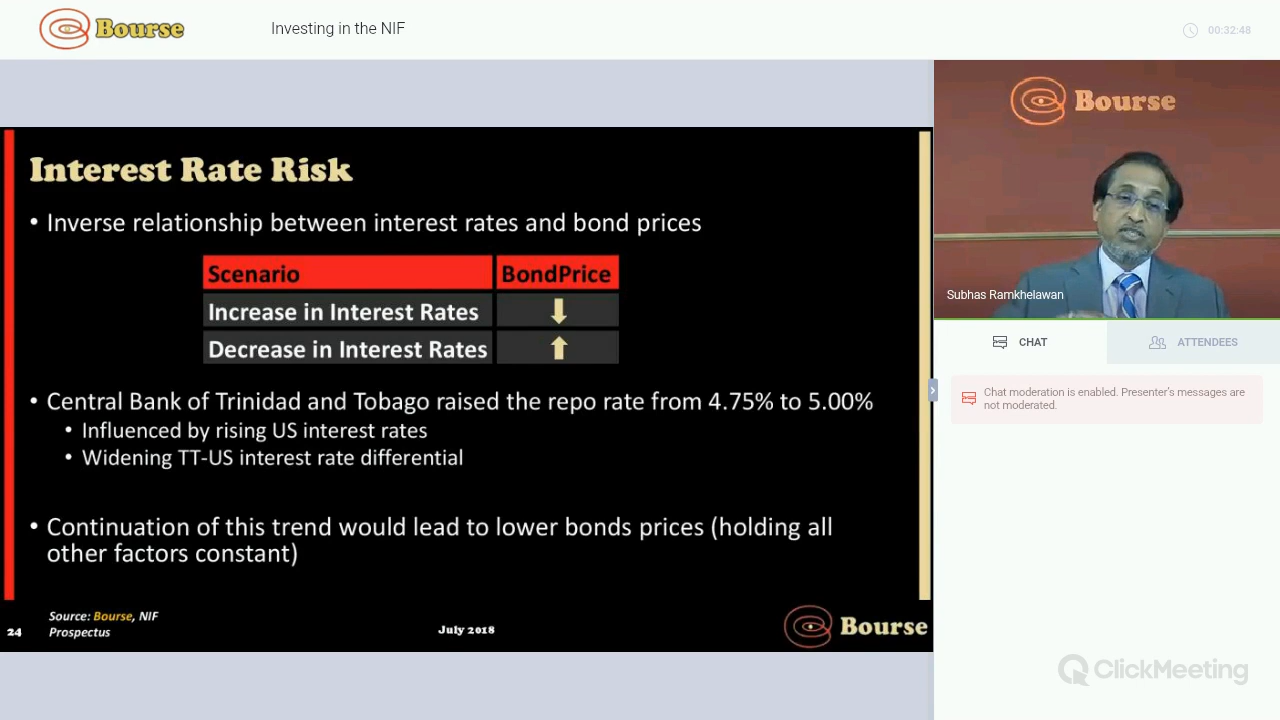 Bourse
Investing in the NIF
00:32:48
Interest Rate Risk
• Inverse relationship between interest rates and bond prices
Scenario BondPrice
Increase in Interest Rates
Decrease in Interest Rates
• Central Bank of Trinidad and Tobago raised the repo rate from 4.75% to 5.00%
• Influenced by rising US interest rates
• Widening TT-US interest rate differential
• Continuation of this trend would lead to lower bonds prices (holding all
other factors constant)
24
Source: Bourse, NIF
Prospectus
July 2018
Bourse
Bourse
Subhas Ramkhelawan
CHAT
ATTENDEES
Chat moderation is enabled. Presenter's messages are
not moderated.
ClickMeeting